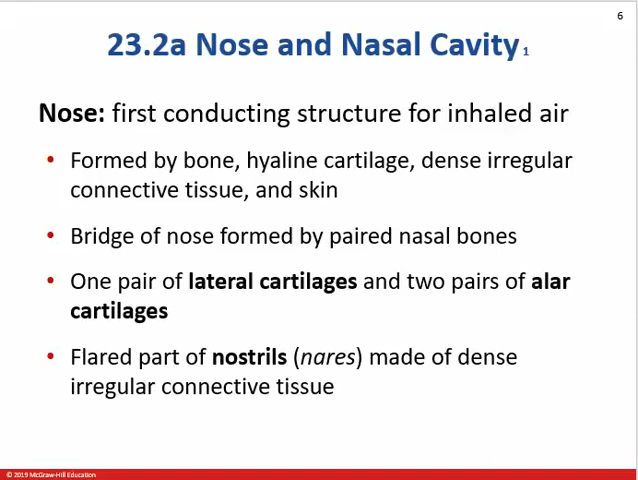 6
23.2a Nose and Nasal Cavity 1
Nose: first conducting structure for inhaled air
• Formed by bone, hyaline cartilage, dense irregular
connective tissue, and skin
• Bridge of nose formed by paired nasal bones
• One pair of lateral cartilages and two pairs of alar
cartilages
• Flared part of nostrils (nares) made of dense
irregular connective tissue
© 2019 McGraw-Hill Education